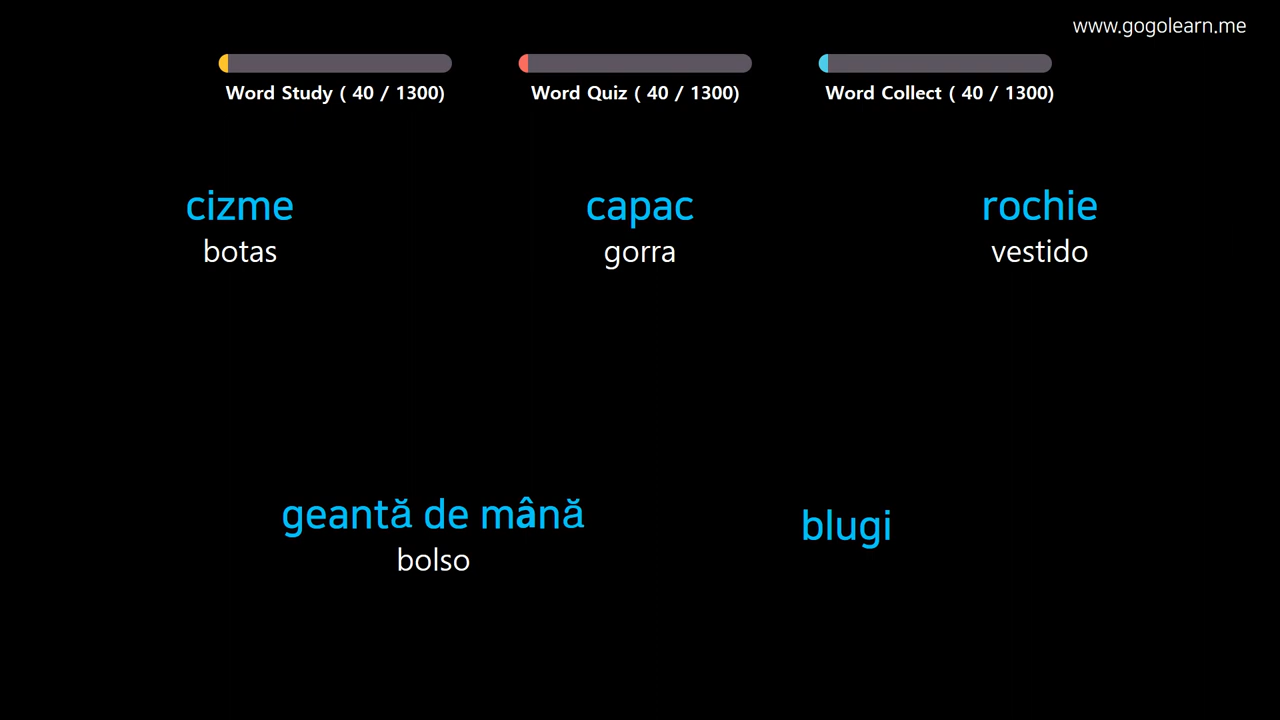 www.gogolearn.me
Word Study ( 40 / 1300)
Word Quiz ( 40 / 1300)
Word Collect ( 40 / 1300)
cizme
botas
capac
gorra
rochie
vestido
geantă de mână
bolso
blugi